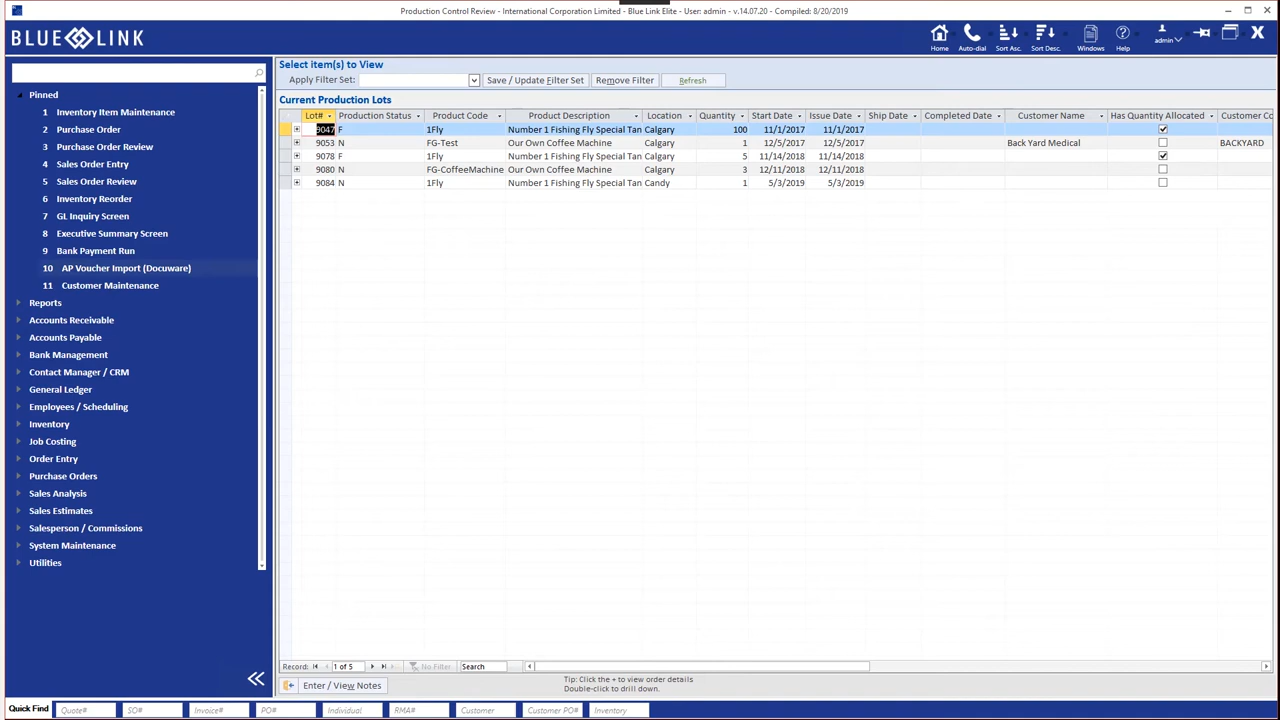 Production Control Review - International Corporation Limited - Blue Link Elite - User: admin - v.14.07.20 - Compiled: 8/20/2019
BLUE LINK
Home Auto-dial Sort Asc. Sort Desc. Windows Help admin
Select item(s) to View
Apply Filter Set: Save / Update Filter Set Remove Filter Refresh
Current Production Lots
Lot# Production Status Product Code Product Description Location Quantity Start Date Issue Date Ship Date Completed Date Customer Name Has Quantity Allocated Customer Co
9047 F 1Fly Number 1 Fishing Fly Special Tan Calgary 100 11/1/2017 11/1/2017
9053 N FG-Test Our Own Coffee Machine Calgary 1 12/5/2017 12/5/2017 Back Yard Medical BACKYARD
9078 F 1Fly Number 1 Fishing Fly Special Tan Calgary 5 11/14/2018 11/14/2018
9080 N FG-CoffeeMachine Our Own Coffee Machine Calgary 3 12/11/2018 12/11/2018
9084 N 1Fly Number 1 Fishing Fly Special Tan Candy 1 5/3/2019 5/3/2019
Pinned
1 Inventory Item Maintenance
2 Purchase Order
3 Purchase Order Review
4 Sales Order Entry
5 Sales Order Review
6 Inventory Reorder
7 GL Inquiry Screen
8 Executive Summary Screen
9 Bank Payment Run
10 AP Voucher Import (Docuware)
11 Customer Maintenance
Reports
Accounts Receivable
Accounts Payable
Bank Management
Contact Manager / CRM
General Ledger
Employees / Scheduling
Inventory
Job Costing
Order Entry
Purchase Orders
Sales Analysis
Sales Estimates
Salesperson / Commissions
System Maintenance
Utilities
Record: 1 of 5 No Filter Search
Enter / View Notes
Tip: Click the + to view order details
Double-click to drill down.
Quick Find Quote# SO# Invoice# PO# Individual RMA# Customer Customer PO# Inventory